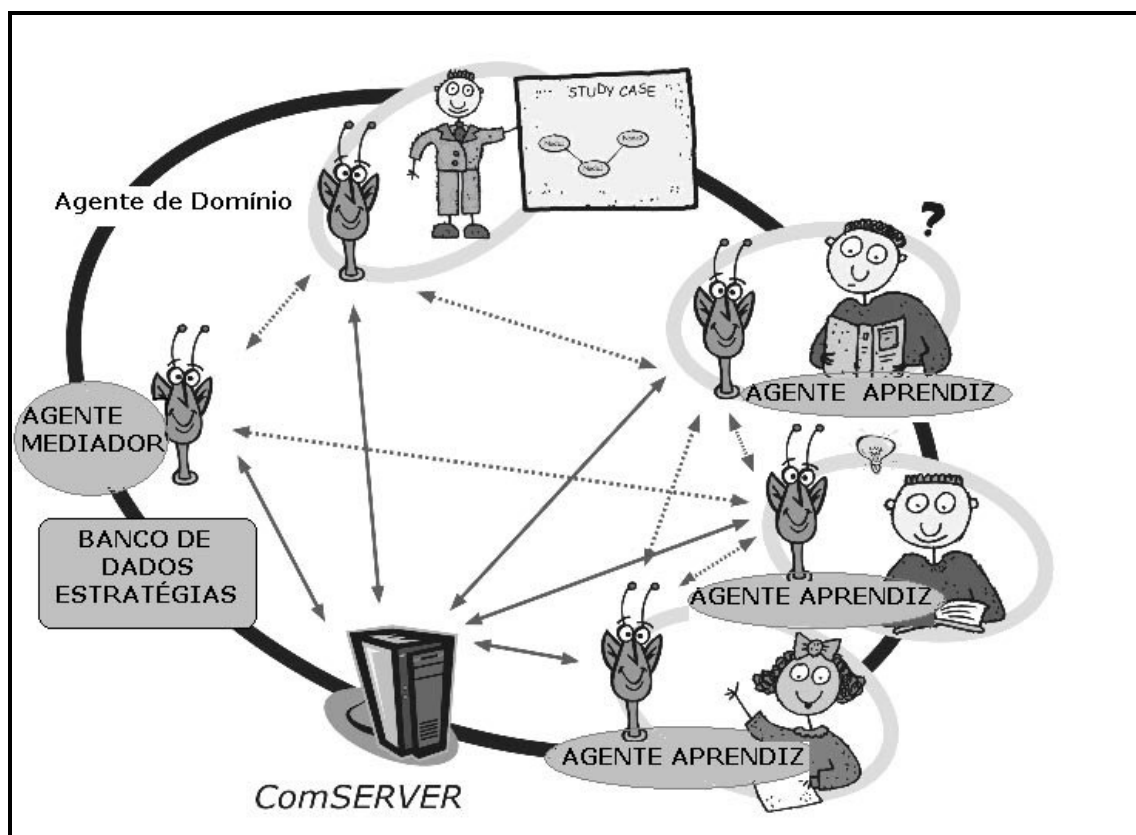 STUDY CASE
Agente de Domínio
?
AGENTE APRENDIZ
AGENTE
MEDIADOR
BANCO DE
DADOS
ESTRATÉGIAS
AGENTE APRENDIZ
AGENTE APRENDIZ
ComSERVER